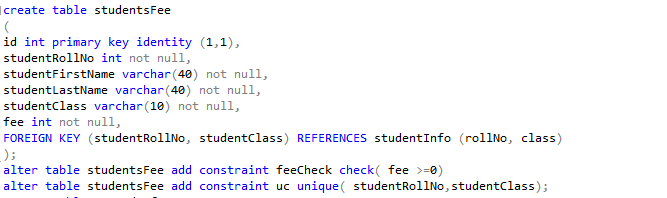 create table studentsFee
(
id int primary key identity (1,1),
studentRollNo int not null,
studentFirstName varchar(40) not null,
studentLastName varchar(40) not null,
studentClass varchar(10) not null,
fee int not null,
FOREIGN KEY (studentRollNo, studentClass) REFERENCES studentInfo (rollNo, class)
);
alter table studentsFee add constraint feeCheck check( fee >=0)
alter table studentsFee add constraint uc unique( studentRollNo,studentClass);